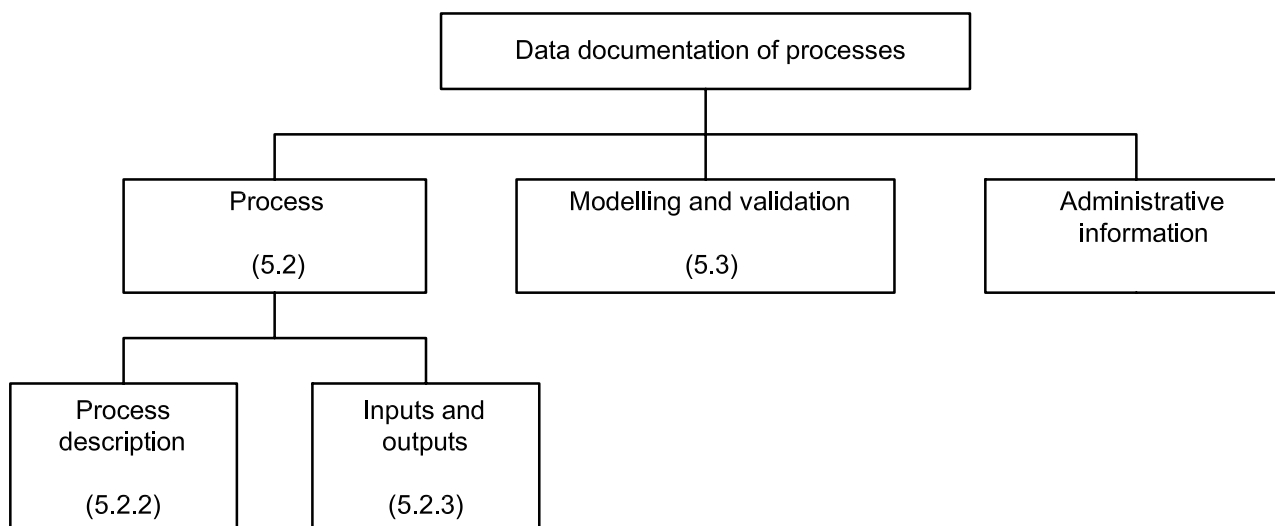 Data documentation of processes
Process
(5.2)
Modelling and validation
(5.3)
Administrative
information
Process
description
(5.2.2)
Inputs and
outputs
(5.2.3)